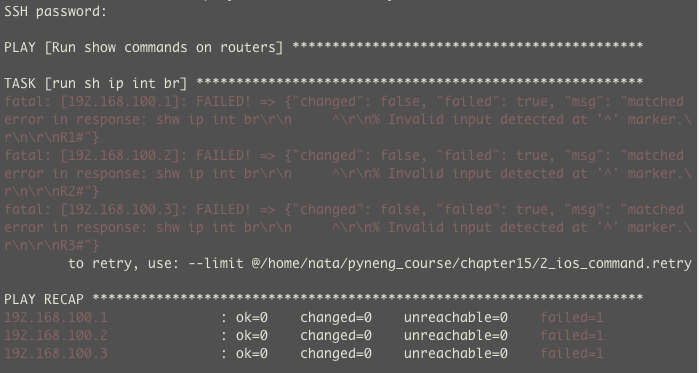 SSH password:
PLAY [Run show commands on routers] ********************************************
TASK [run sh ip int br] ********************************************************
fatal: [192.168.100.1]: FAILED! => {"changed": false, "failed": true, "msg": "matched
error in response: shw ip int br\r\n     ^\r\n% Invalid input detected at '^' marker.\
r\n\r\nR1#"}
fatal: [192.168.100.2]: FAILED! => {"changed": false, "failed": true, "msg": "matched
error in response: shw ip int br\r\n     ^\r\n% Invalid input detected at '^' marker.\
r\n\r\nR2#"}
fatal: [192.168.100.3]: FAILED! => {"changed": false, "failed": true, "msg": "matched
error in response: shw ip int br\r\n     ^\r\n% Invalid input detected at '^' marker.\
r\n\r\nR3#"}
to retry, use: --limit @/home/nata/pyneng_course/chapter15/2_ios_command.retry
PLAY RECAP *********************************************************************
192.168.100.1              : ok=0    changed=0    unreachable=0    failed=1
192.168.100.2              : ok=0    changed=0    unreachable=0    failed=1
192.168.100.3              : ok=0    changed=0    unreachable=0    failed=1